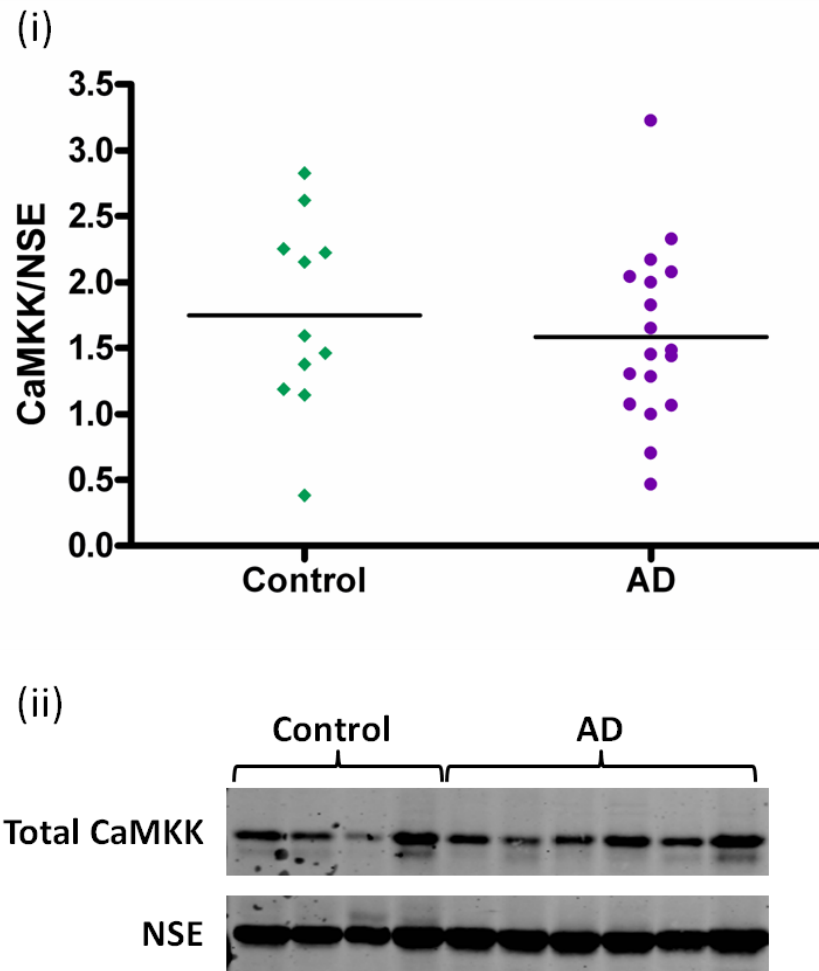 (i)
3.5
3.0
2.5
2.0
1.5
1.0
0.5
0.0
CaMKK/NSE
Control AD
(ii)
Control AD
Total CaMKK
NSE